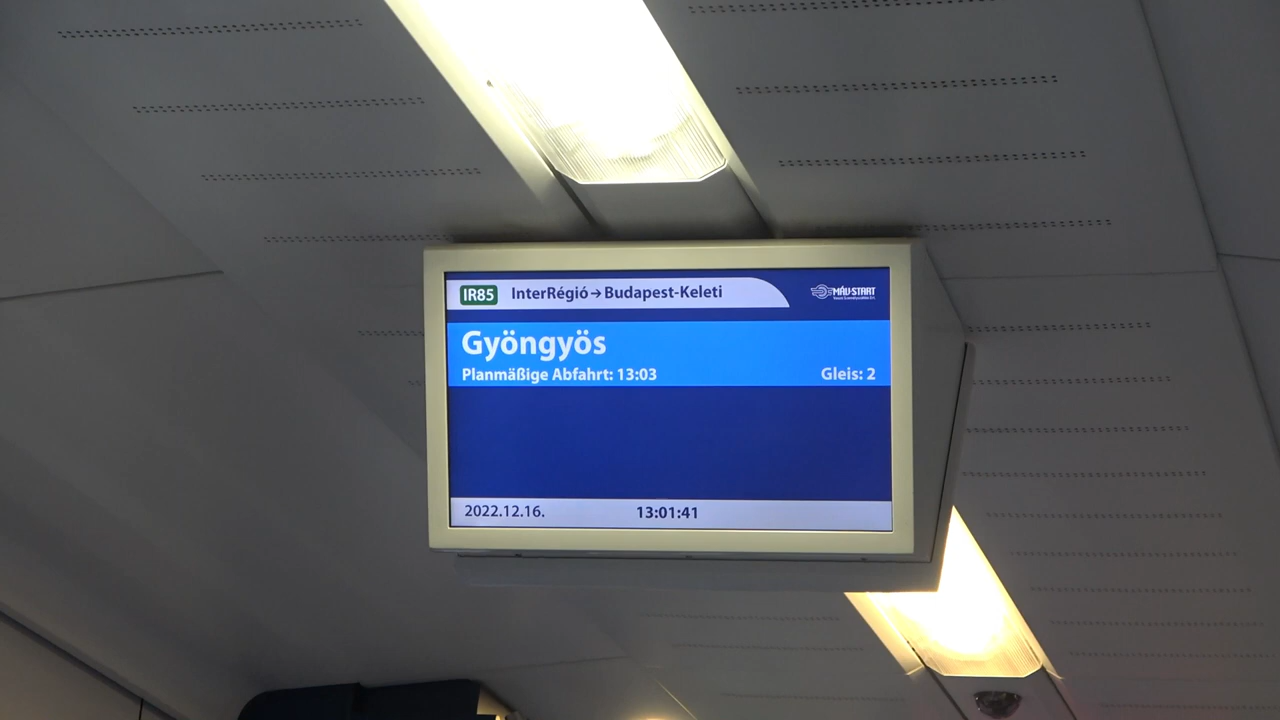 IR85 InterRégió→Budapest-Keleti
MÁV-START
Gyöngyös
Planmäßige Abfahrt: 13:03 Gleis: 2
2022.12.16. 13:01:41